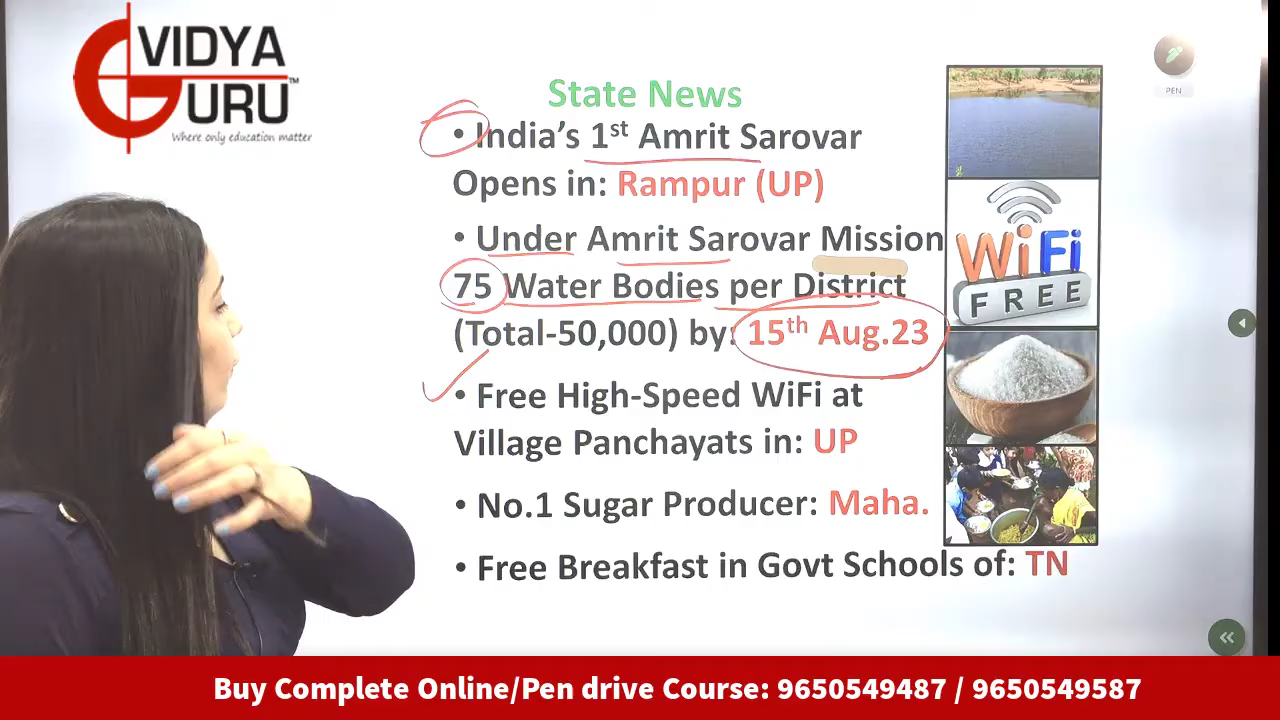 VIDYA
GURU™
Where only education matter
PEN
State News
• India's 1st Amrit Sarovar
Opens in: Rampur (UP)
• Under Amrit Sarovar Mission
75 Water Bodies per District
(Total-50,000) by: 15th Aug.23
• Free High-Speed WiFi at
Village Panchayats in: UP
• No.1 Sugar Producer: Maha.
• Free Breakfast in Govt Schools of: TN
WiFi
FREE
Buy Complete Online/Pen drive Course: 9650549487 / 9650549587